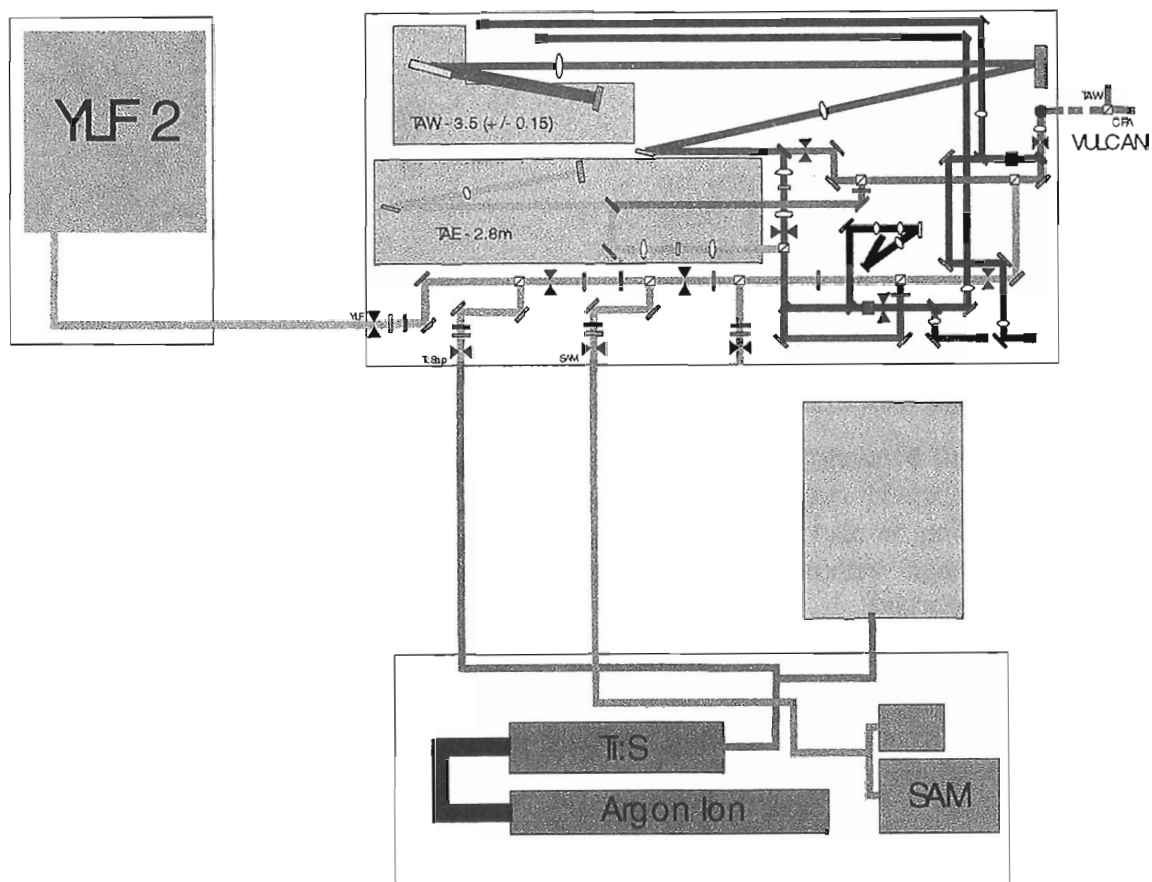 YLF 2
TAW - 3.5 (+/- 0.15)
TAE - 2.8m
TAW
CPA
VULCAN
YLF
Ti:Sap
SAM
Ti:S
Argon Ion
SAM